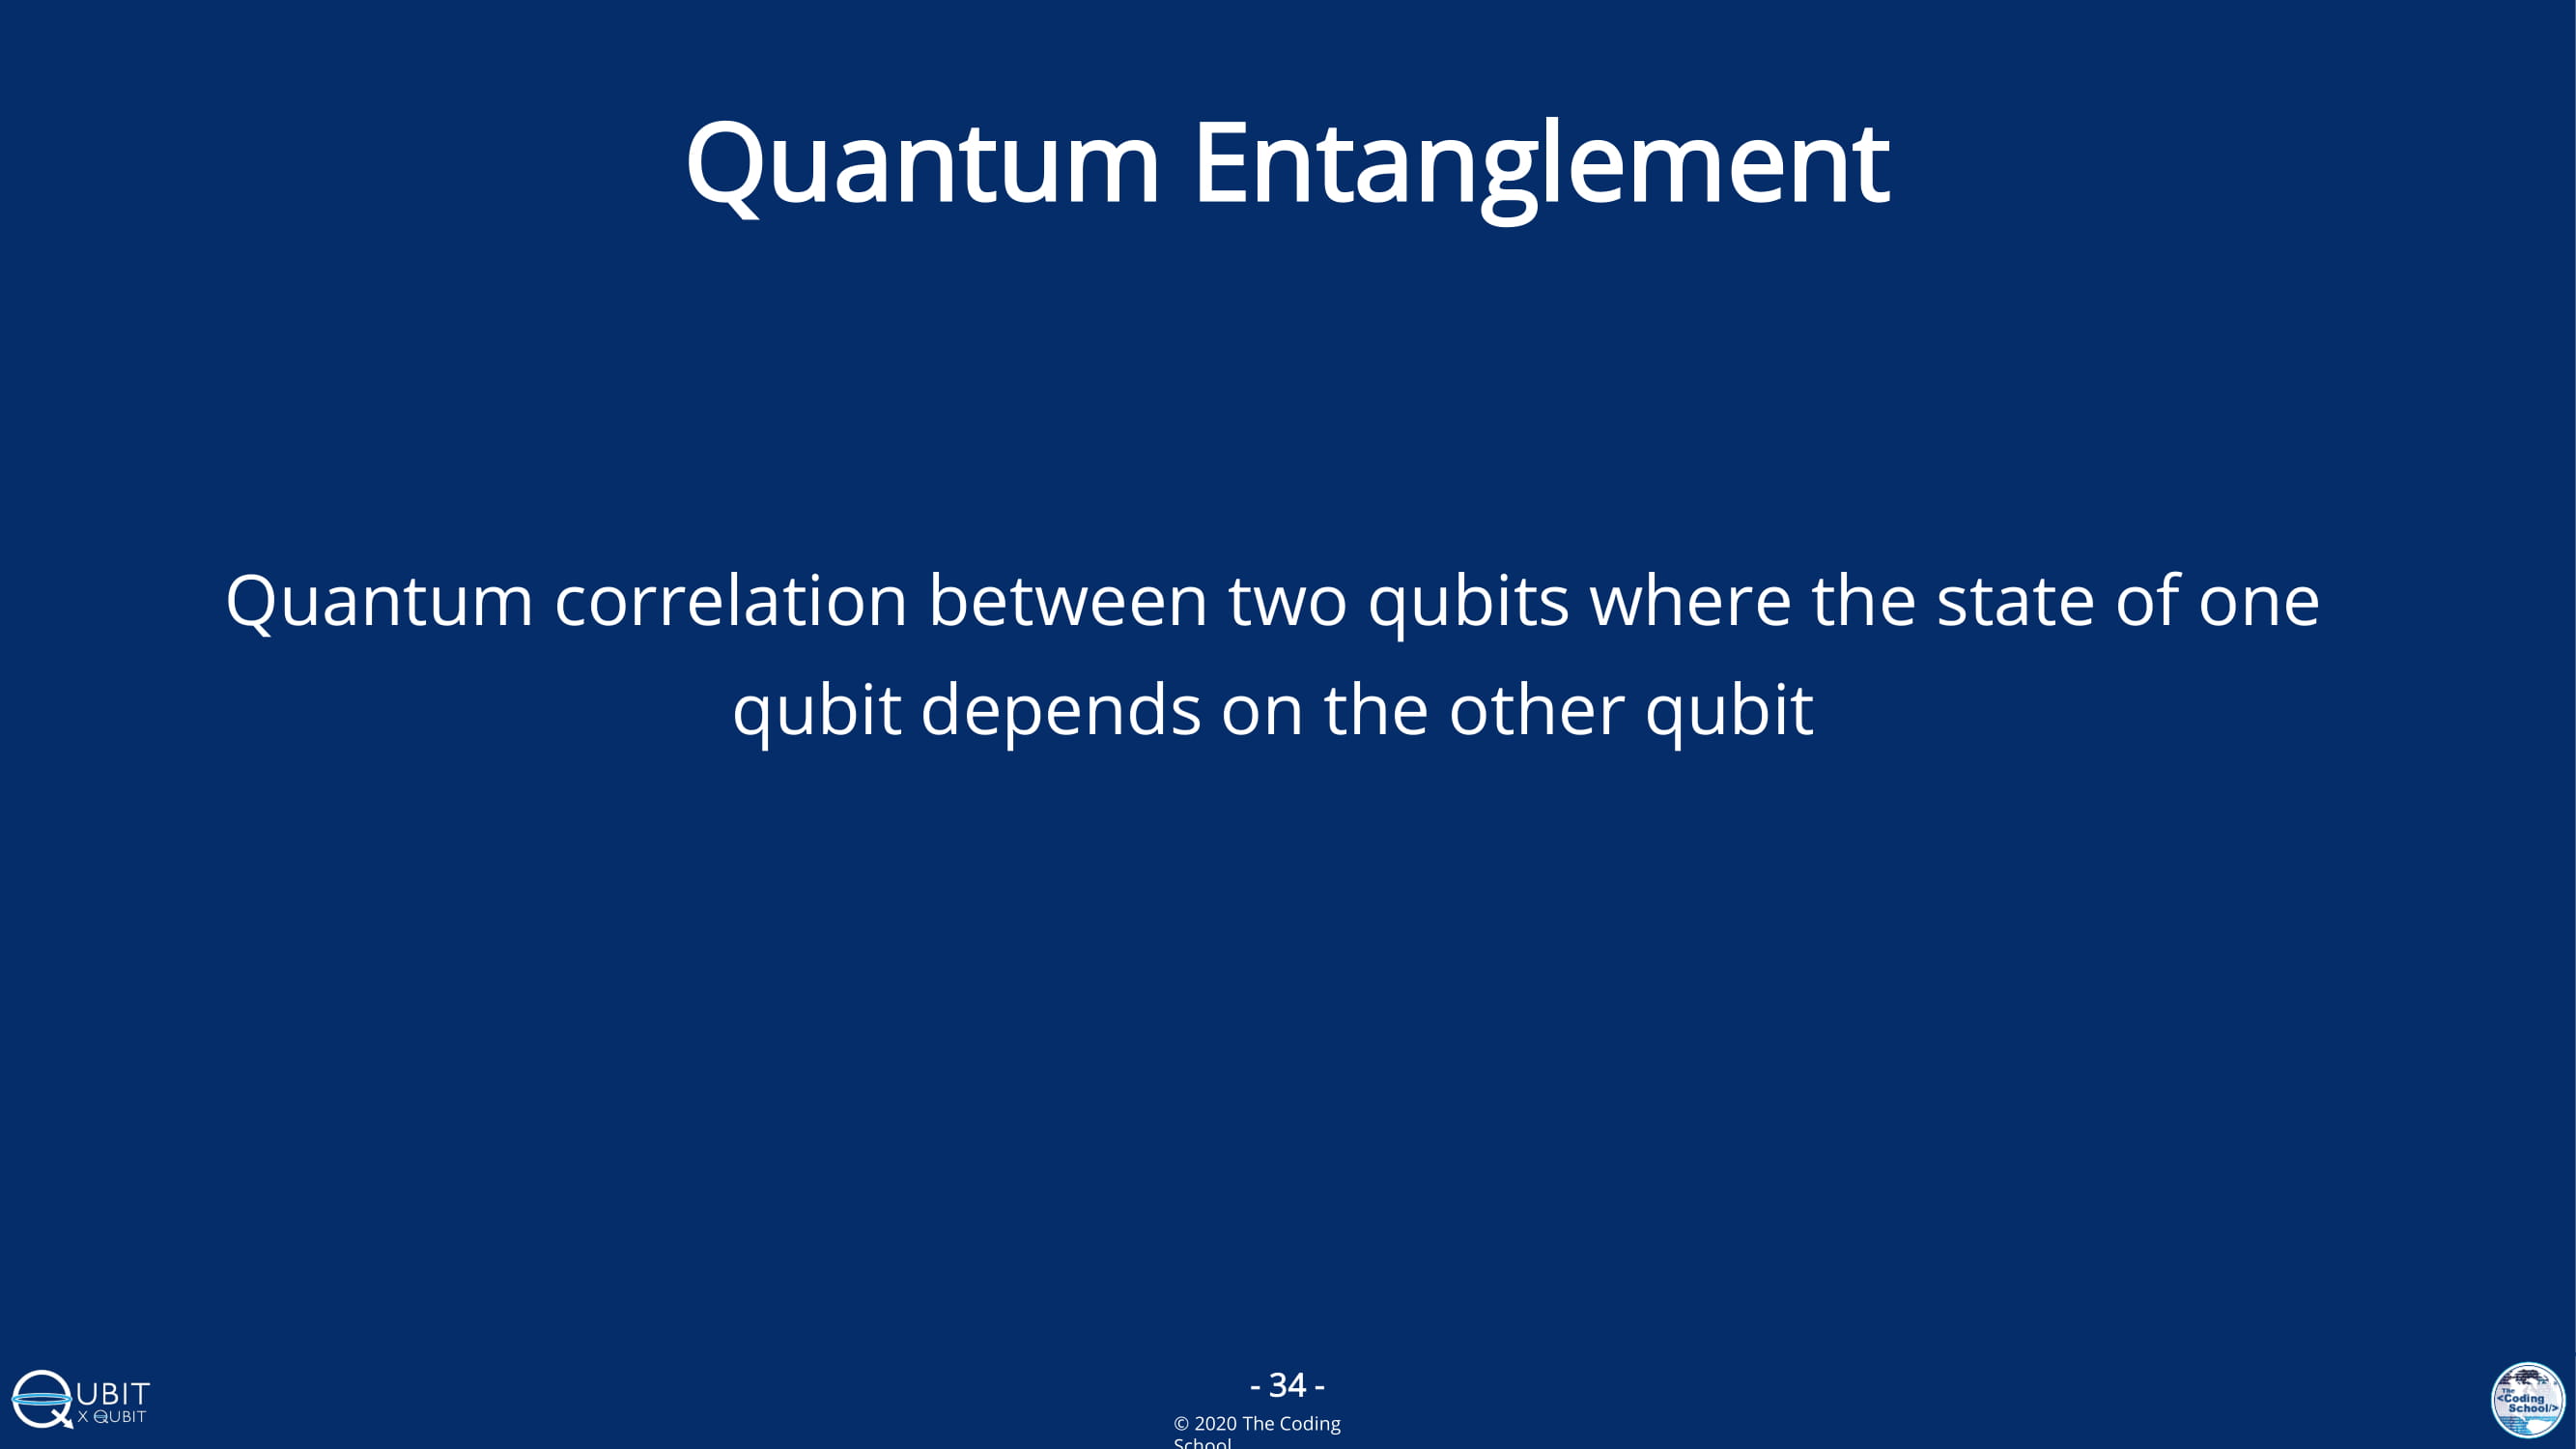 Quantum Entanglement
Quantum correlation between two qubits where the state of one
qubit depends on the other qubit
QUBIT
X QUBIT
- 34 -
© 2020 The Coding
School
The
<Coding
School/>